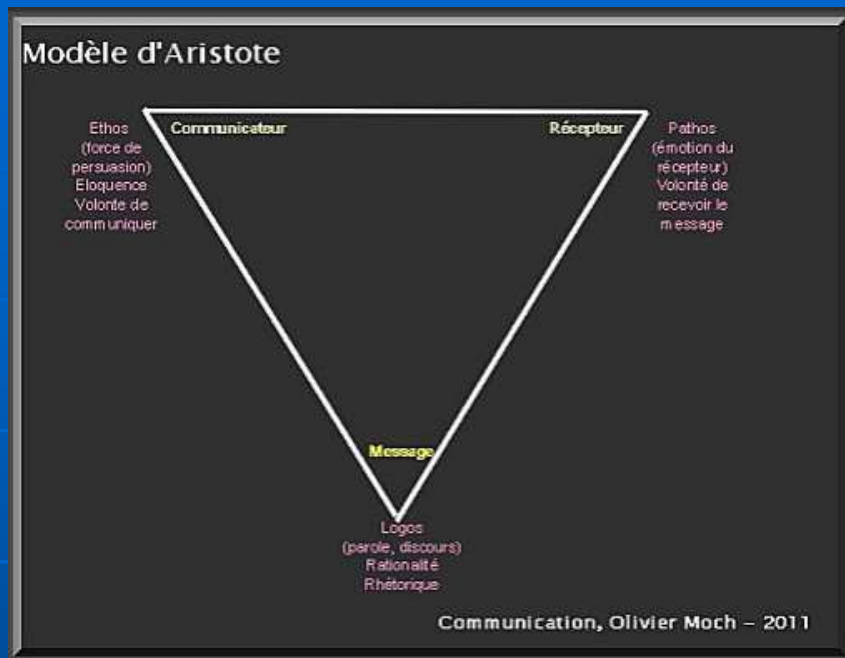 Modèle d'Aristote
Communicateur
Récepteur
Ethos
(force de
persuasion)
Eloquence
Volonte de
communiquer
Pathos
(émotion du
récepteur)
Volonté de
recevoir le
message
Message
Logos
(parole, discours)
Rationalité
Rhétorique
Communication, Olivier Moch – 2011